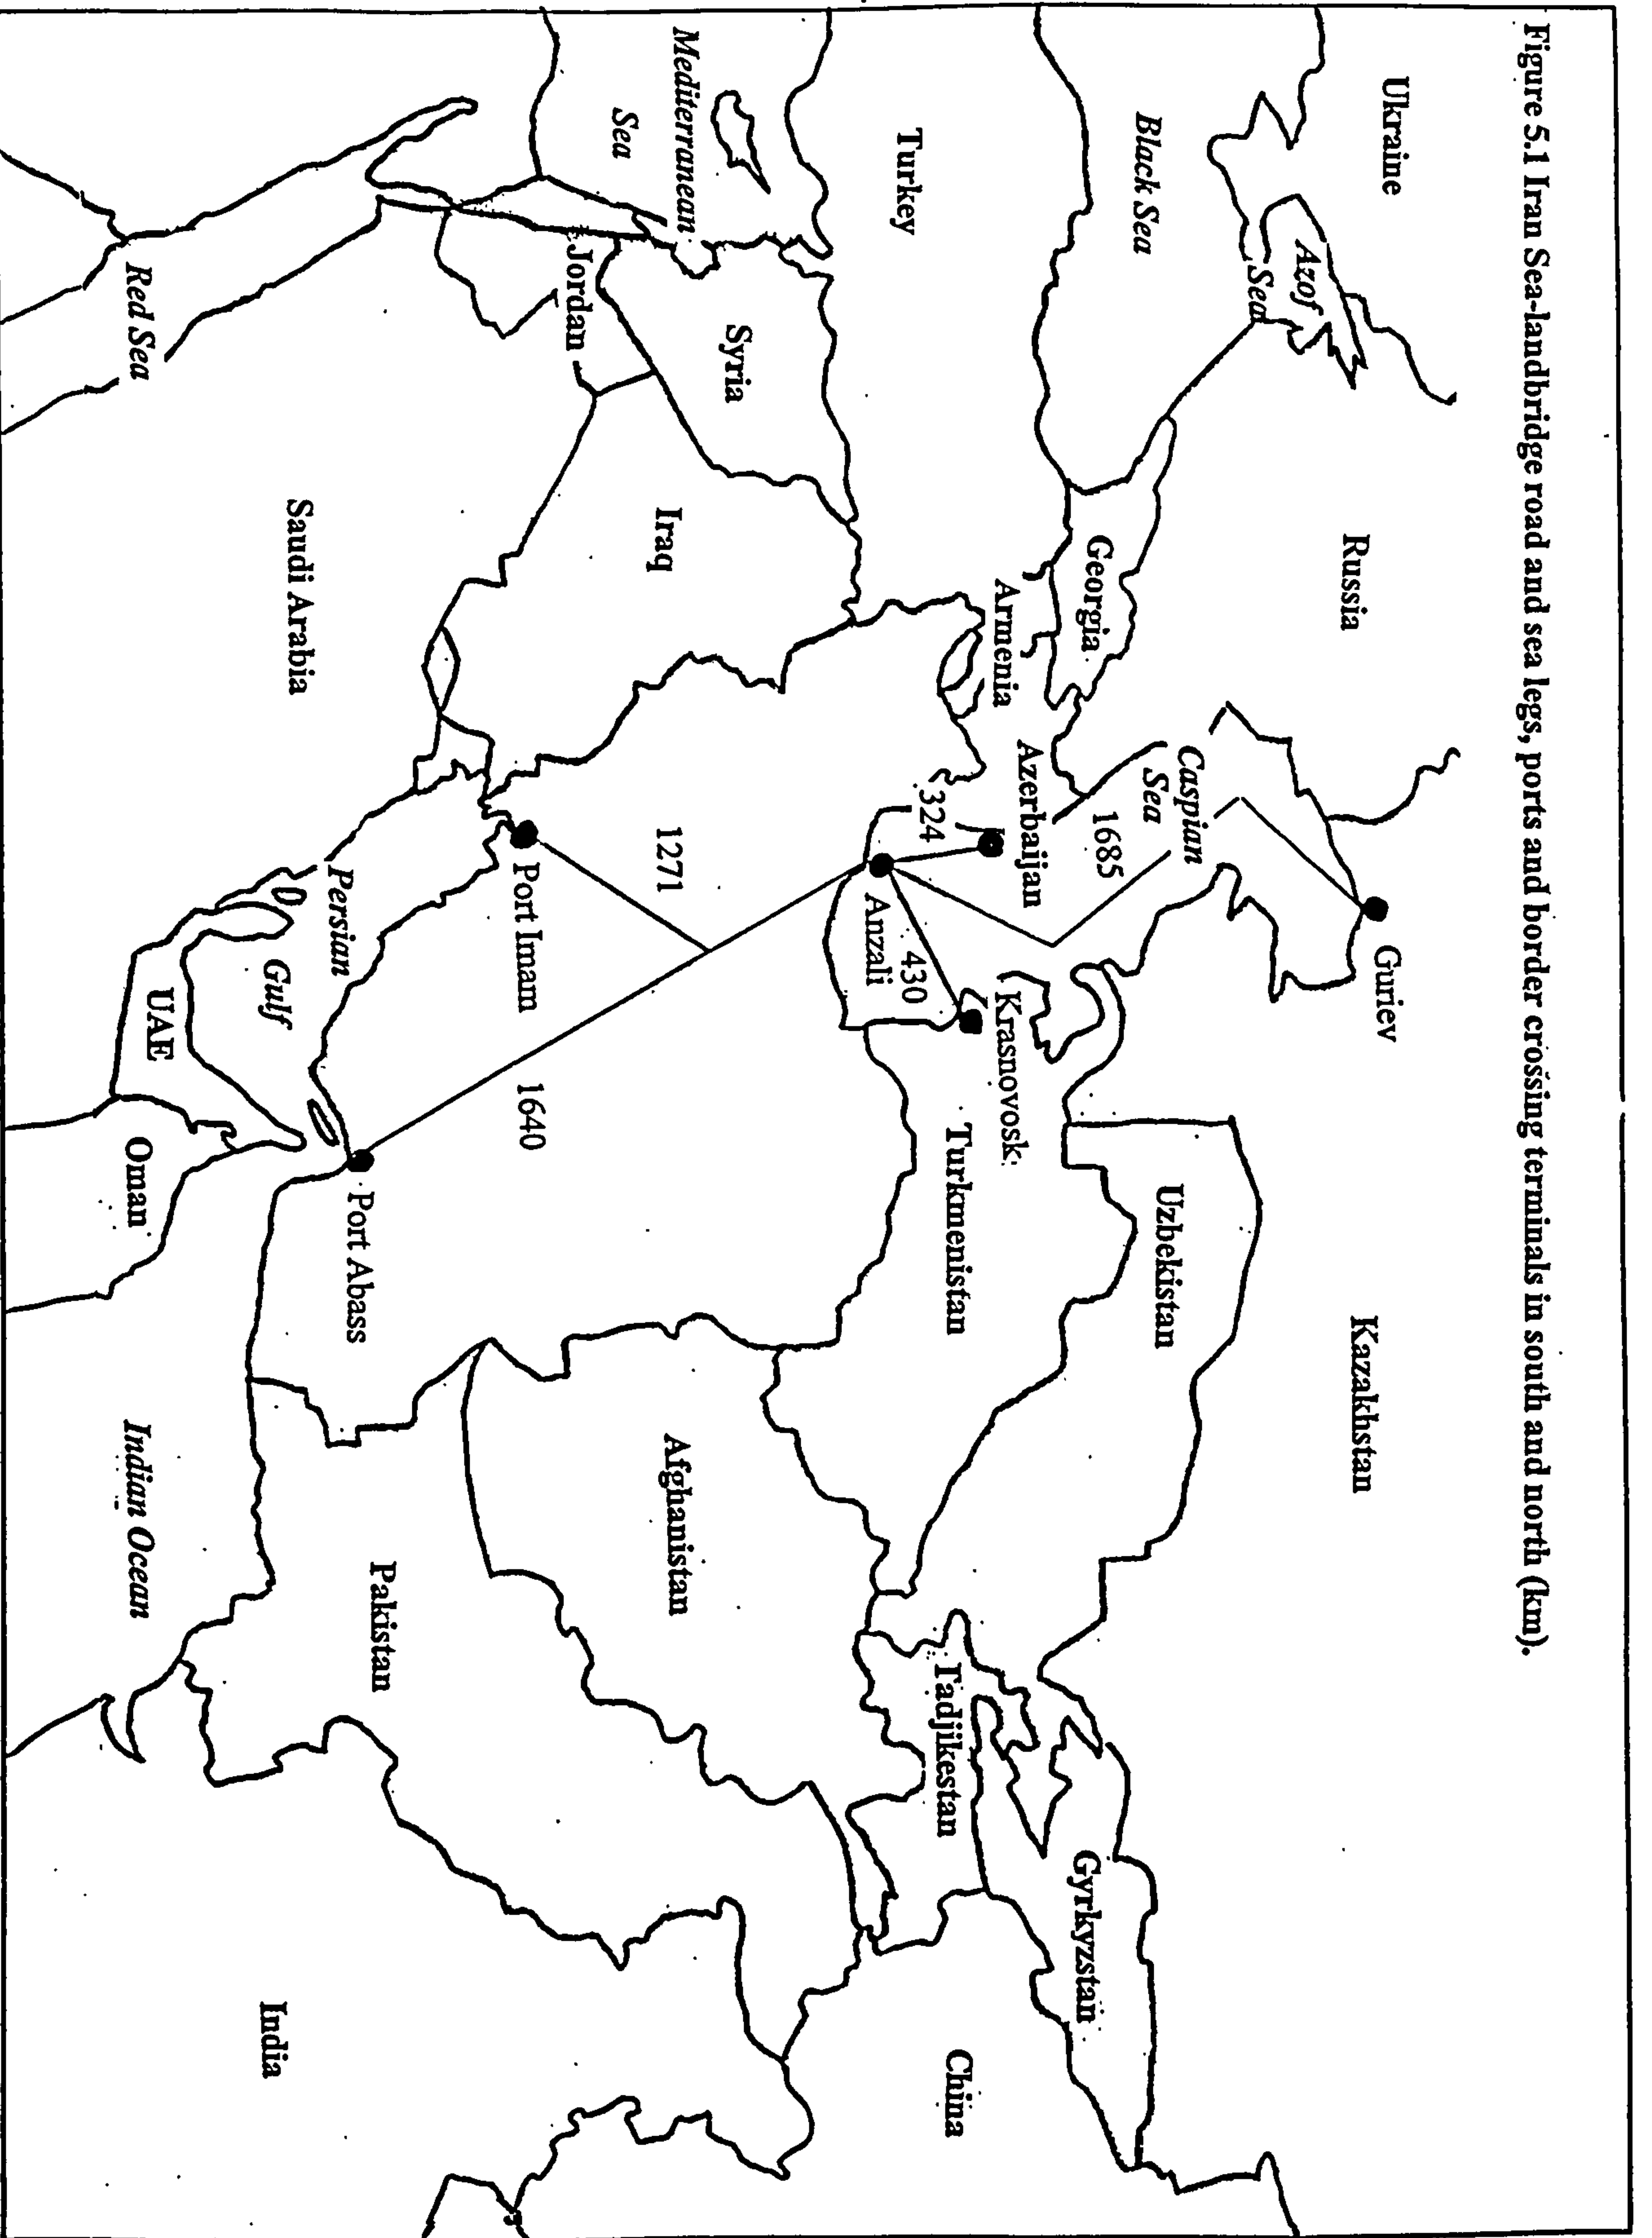 Figure 5.1 Iran Sea-landbridge road and sea legs, ports and border crossing terminals in south and north (km).
Ukraine
Russia
Kazakhstan
Azof
Sea
Guriev
Black Sea
Caspian
Sea
1685
Georgia
Uzbekistan
Gyrkyzstan
Turkey
Armenia
Azerbaijan
324
Krasnovosk
Turkmenistan
Tadjikestan
China
Anzali
430
Mediterranean
Sea
Syria
Iraq
1271
Afghanistan
Jordan
Port Imam
1640
Persian
Gulf
Port Abass
Pakistan
India
Saudi Arabia
Red Sea
UAE
Oman
Indian Ocean